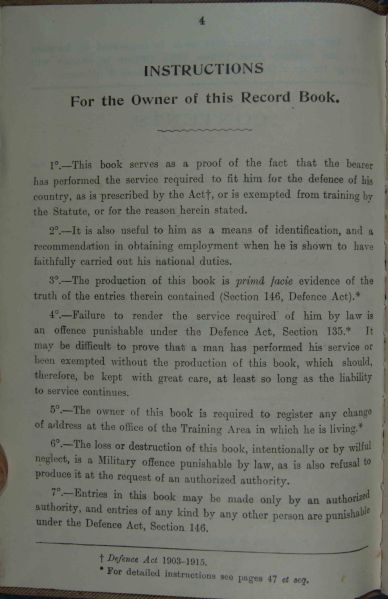 4
INSTRUCTIONS
For the Owner of this Record Book.
1°.—This book serves as a proof of the fact that the bearer
has performed the service required to fit him for the defence of his
country, as is prescribed by the Act†, or is exempted from training by
the Statute, or for the reason herein stated.
2°.—It is also useful to him as a means of identification, and a
recommendation in obtaining employment when he is shown to have
faithfully carried out his national duties.
3°.—The production of this book is primâ facie evidence of the
truth of the entries therein contained (Section 146, Defence Act).*
4°.—Failure to render the service required of him by law is
an offence punishable under the Defence Act, Section 135.* It
may be difficult to prove that a man has performed his service or
been exempted without the production of this book, which should,
therefore, be kept with great care, at least so long as the liability
to service continues.
5°.—The owner of this book is required to register any change
of address at the office of the Training Area in which he is living.*
6°.—The loss or destruction of this book, intentionally or by wilful
neglect, is a Military offence punishable by law, as is also refusal to
produce it at the request of an authorized authority.
7°.—Entries in this book may be made only by an authorized
authority, and entries of any kind by any other person are punishable
under the Defence Act, Section 146.
† Defence Act 1903-1915.
* For detailed instructions see pages 47 et seq.